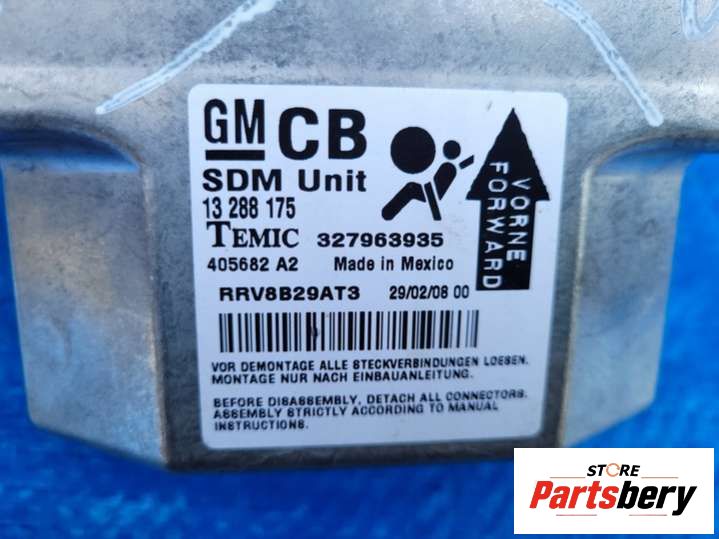 GM CB
SDM Unit
13 288 175
TEMIC 327963935
405682 A2 Made in Mexico
RRV8B29AT3 29/02/08 00
VORNE
FORWARD
VOR DEMONTAGE ALLE STECKVERBINDUNGEN LOESEN.
MONTAGE NUR NACH EINBAUANLEITUNG.
BEFORE DISASSEMBLY, DETACH ALL CONNECTORS.
ASSEMBLY STRICTLY ACCORDING TO MANUAL
INSTRUCTIONS.
STORE
Partsbery